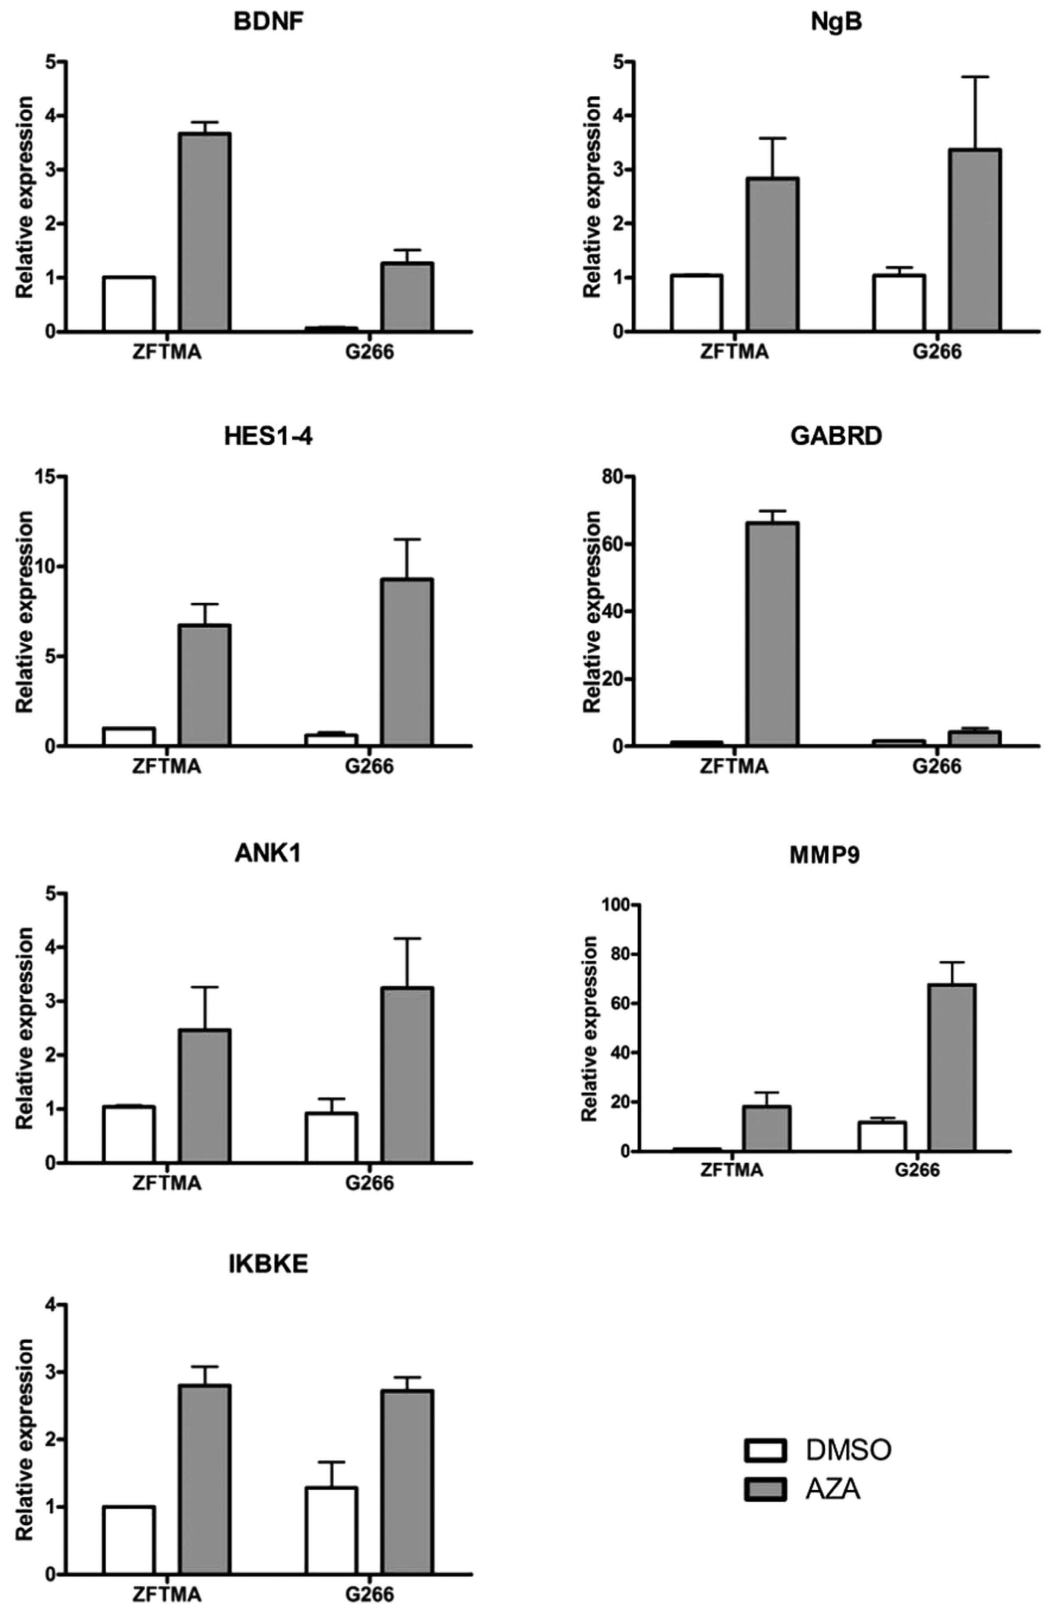 BDNF
Relative expression
5
4
3
2
1
0
ZFTMA G266
NgB
Relative expression
5
4
3
2
1
0
ZFTMA G266
HES1-4
Relative expression
15
10
5
0
ZFTMA G266
GABRD
Relative expression
80
60
40
20
0
ZFTMA G266
ANK1
Relative expression
5
4
3
2
1
0
ZFTMA G266
MMP9
Relative expression
100
80
60
40
20
0
ZFTMA G266
IKBKE
Relative expression
4
3
2
1
0
ZFTMA G266
DMSO
AZA